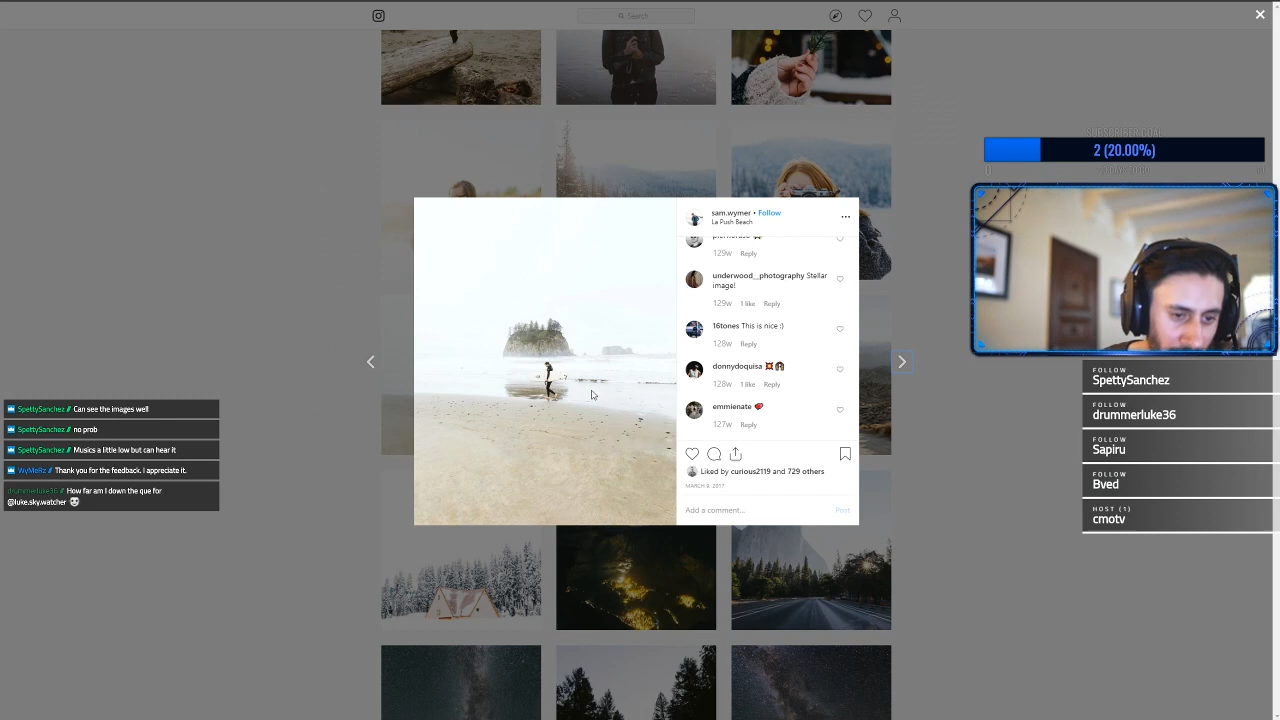 Search
SUBSCRIBER GOAL
2 (20.00%)
sam.wymer • Follow
La Push Beach
129w Reply
underwood__photography Stellar
image!
129w 1 like Reply
16tones This is nice :)
128w Reply
donnydoquisa 💥
128w 1 like Reply
emmienate
127w Reply
Liked by curious2119 and 729 others
Add a comment... Post
SpettySanchez // Can see the images well
SpettySanchez // no prob
SpettySanchez // Musics a little low but can hear it
WyMeRz // Thank you for the feedback. I appreciate it.
drummerluke36 // How far am I down the que for
@luke.sky.watcher
FOLLOW
SpettySanchez
FOLLOW
drummerluke36
FOLLOW
Sapiru
FOLLOW
Bved
HOST (1)
cmotv